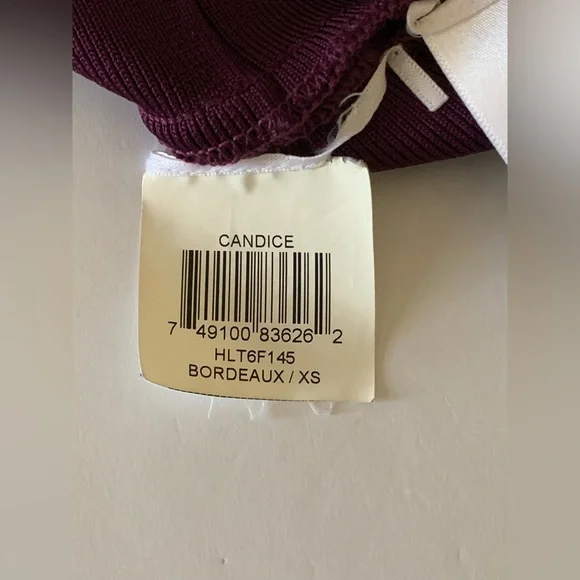 CANDICE
7 49100 83626 2
HLT6F145
BORDEAUX / XS